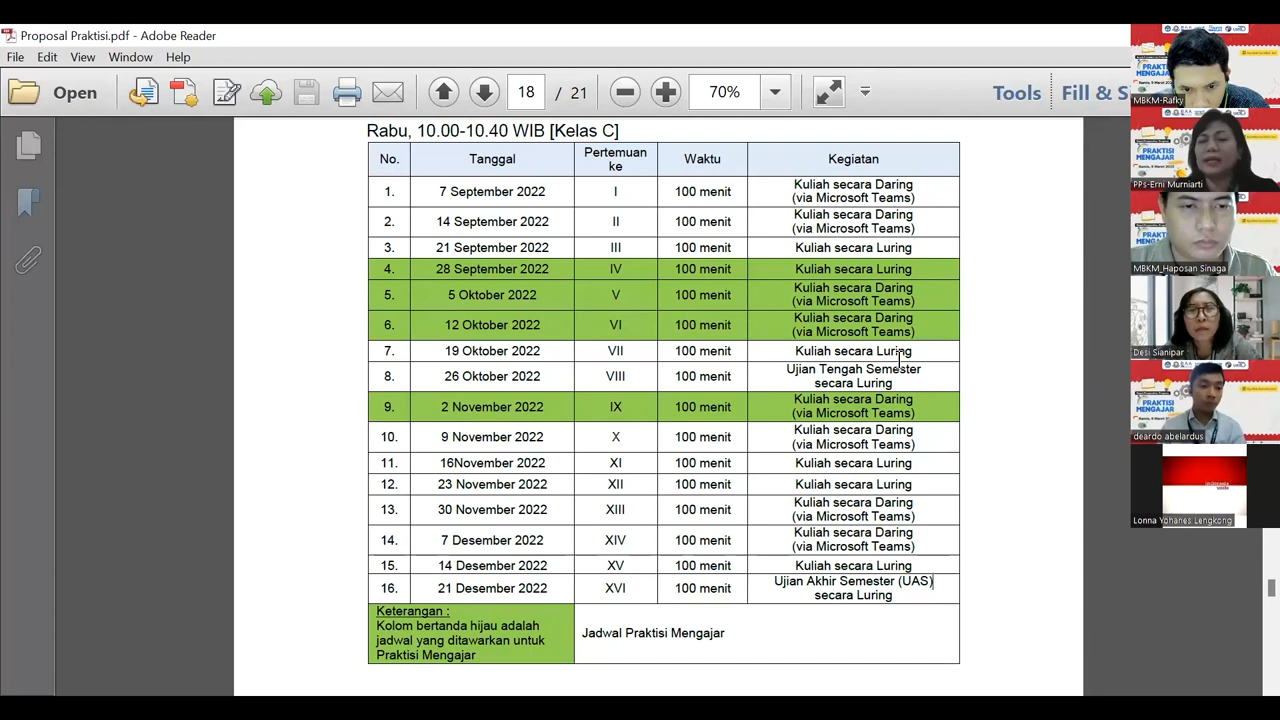 Proposal Praktisi.pdf - Adobe Reader
File Edit View Window Help
Open 18 / 21 70% Tools Fill & S
Rabu, 10.00-10.40 WIB [Kelas C]
No. Tanggal Pertemuan ke Waktu Kegiatan
1. 7 September 2022 I 100 menit Kuliah secara Daring
(via Microsoft Teams)
2. 14 September 2022 II 100 menit Kuliah secara Daring
(via Microsoft Teams)
3. 21 September 2022 III 100 menit Kuliah secara Luring
4. 28 September 2022 IV 100 menit Kuliah secara Luring
5. 5 Oktober 2022 V 100 menit Kuliah secara Daring
(via Microsoft Teams)
6. 12 Oktober 2022 VI 100 menit Kuliah secara Daring
(via Microsoft Teams)
7. 19 Oktober 2022 VII 100 menit Kuliah secara Luring
8. 26 Oktober 2022 VIII 100 menit Ujian Tengah Semester
secara Luring
9. 2 November 2022 IX 100 menit Kuliah secara Daring
(via Microsoft Teams)
10. 9 November 2022 X 100 menit Kuliah secara Daring
(via Microsoft Teams)
11. 16November 2022 XI 100 menit Kuliah secara Luring
12. 23 November 2022 XII 100 menit Kuliah secara Luring
13. 30 November 2022 XIII 100 menit Kuliah secara Daring
(via Microsoft Teams)
14. 7 Desember 2022 XIV 100 menit Kuliah secara Daring
(via Microsoft Teams)
15. 14 Desember 2022 XV 100 menit Kuliah secara Luring
16. 21 Desember 2022 XVI 100 menit Ujian Akhir Semester (UAS)
secara Luring
Keterangan :
Kolom bertanda hijau adalah
jadwal yang ditawarkan untuk
Praktisi Mengajar
Jadwal Praktisi Mengajar
MBKM-Rafky
PRAKTISI
MENGAJAR
PPs-Erni Murniarti
MBKM_Haposan Sinaga
Desi Sianipar
PRAKTISI
MENGAJAR
deardo abelardus
Lonna Yohanes Lengkong